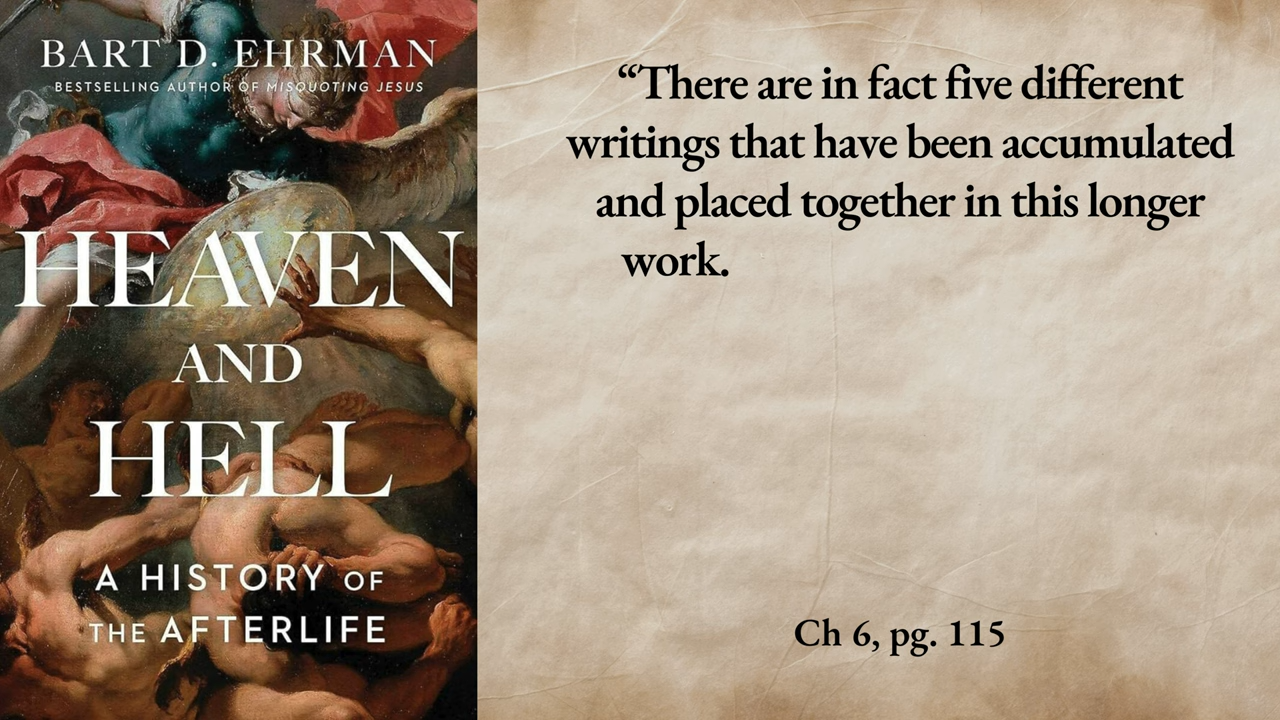 BART D. EHRMAN
BESTSELLING AUTHOR OF MISQUOTING JESUS
HEAVEN
AND
HELL
A HISTORY OF
THE AFTERLIFE
“There are in fact five different
writings that have been accumulated
and placed together in this longer
work.
Ch 6, pg. 115